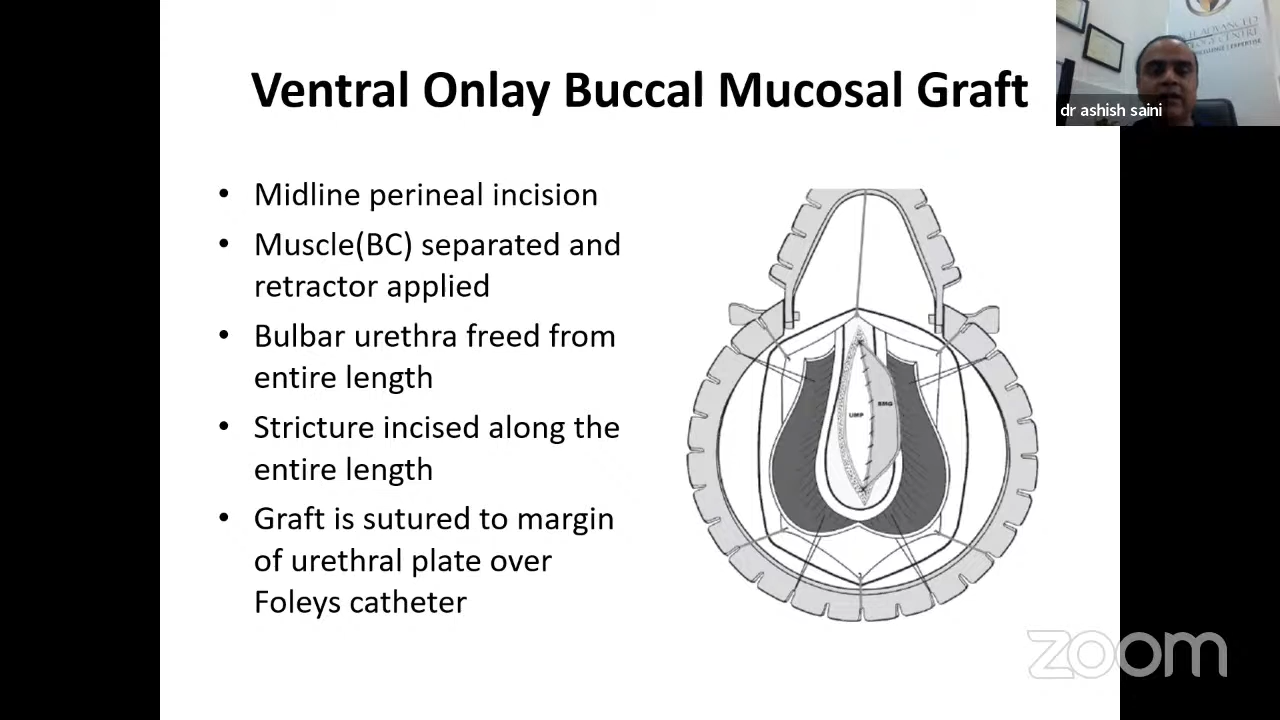 Ventral Onlay Buccal Mucosal Graft
• Midline perineal incision
• Muscle(BC) separated and
retractor applied
• Bulbar urethra freed from
entire length
• Stricture incised along the
entire length
• Graft is sutured to margin
of urethral plate over
Foleys catheter
UMP
BMG
dr ashish saini
zoom